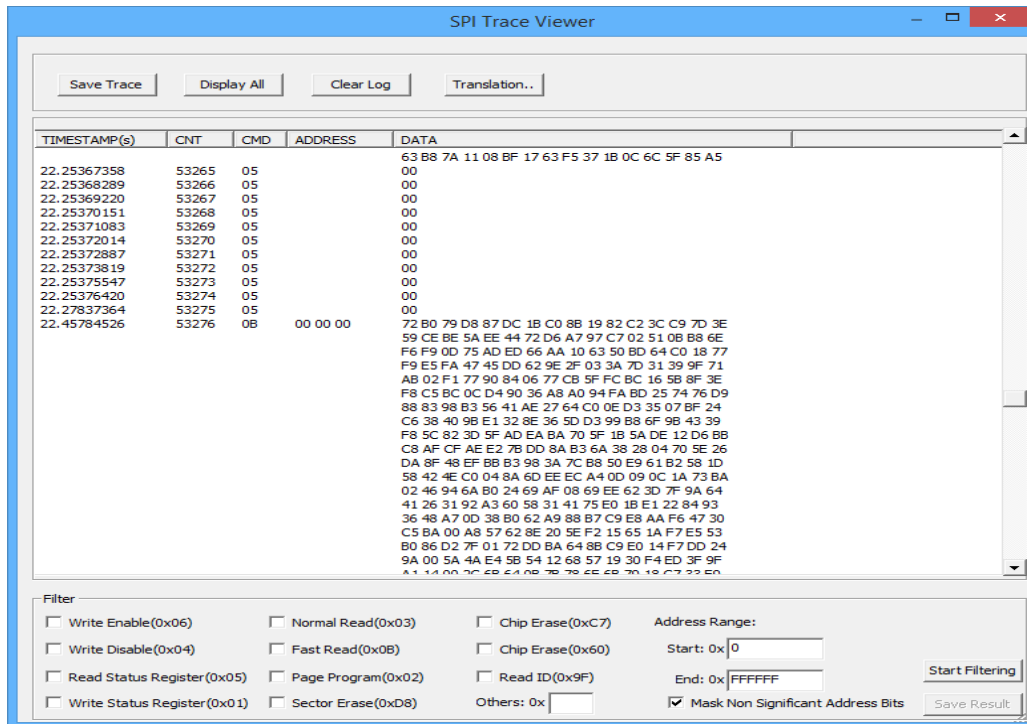 SPI Trace Viewer
Save Trace Display All Clear Log Translation..
TIMESTAMP(s) CNT CMD ADDRESS DATA
63 B8 7A 11 08 BF 17 63 F5 37 1B 0C 6C 5F 85 A5
22.25367358 53265 05 00
22.25368289 53266 05 00
22.25369220 53267 05 00
22.25370151 53268 05 00
22.25371083 53269 05 00
22.25372014 53270 05 00
22.25372887 53271 05 00
22.25373819 53272 05 00
22.25375547 53273 05 00
22.25376420 53274 05 00
22.27837364 53275 05 00
22.45784526 53276 0B 00 00 00 72 B0 79 D8 87 DC 1B C0 8B 19 82 C2 3C C9 7D 3E
59 CE BE 5A EE 44 72 D6 A7 97 C7 02 51 0B B8 6E
F6 F9 0D 75 AD ED 66 AA 10 63 50 BD 64 C0 18 77
F9 E5 FA 47 45 DD 62 9E 2F 03 3A 7D 31 39 9F 71
AB 02 F1 77 90 84 06 77 CB 5F FC BC 16 5B 8F 3E
F8 C5 BC 0C D4 90 36 A8 A0 94 FA BD 25 74 76 D9
88 83 98 B3 56 41 AE 27 64 C0 0E D3 35 07 BF 24
C6 38 40 9B E1 32 8E 36 5D D3 99 B8 6F 9B 43 39
F8 5C 82 3D 5F AD EA BA 70 5F 1B 5A DE 12 D6 BB
C8 AF CF AE E2 7B DD 8A B3 6A 38 28 04 70 5E 26
DA 8F 48 EF BB B3 98 3A 7C B8 50 E9 61 B2 58 1D
58 42 4E C0 04 8A 6D EE EC A4 0D 09 0C 1A 73 BA
02 46 94 6A B0 24 69 AF 08 69 EE 62 3D 7F 9A 64
41 26 31 92 A3 60 58 31 41 75 E0 1B E1 22 84 93
36 48 A7 0D 38 B0 62 A9 88 B7 C9 E8 AA F6 47 30
C5 BA 00 A8 57 62 8E 20 5E F2 15 65 1A F7 E5 53
B0 86 D2 7F 01 72 DD BA 64 8B C9 E0 14 F7 DD 24
9A 00 5A 4A E4 5B 54 12 68 57 19 30 F4 ED 3F 9F
Filter
Write Enable(0x06) Normal Read(0x03) Chip Erase(0xC7) Address Range:
Write Disable(0x04) Fast Read(0x0B) Chip Erase(0x60) Start: 0x 0
Read Status Register(0x05) Page Program(0x02) Read ID(0x9F) End: 0x FFFFFF Start Filtering
Write Status Register(0x01) Sector Erase(0xD8) Others: 0x Mask Non Significant Address Bits Save Result